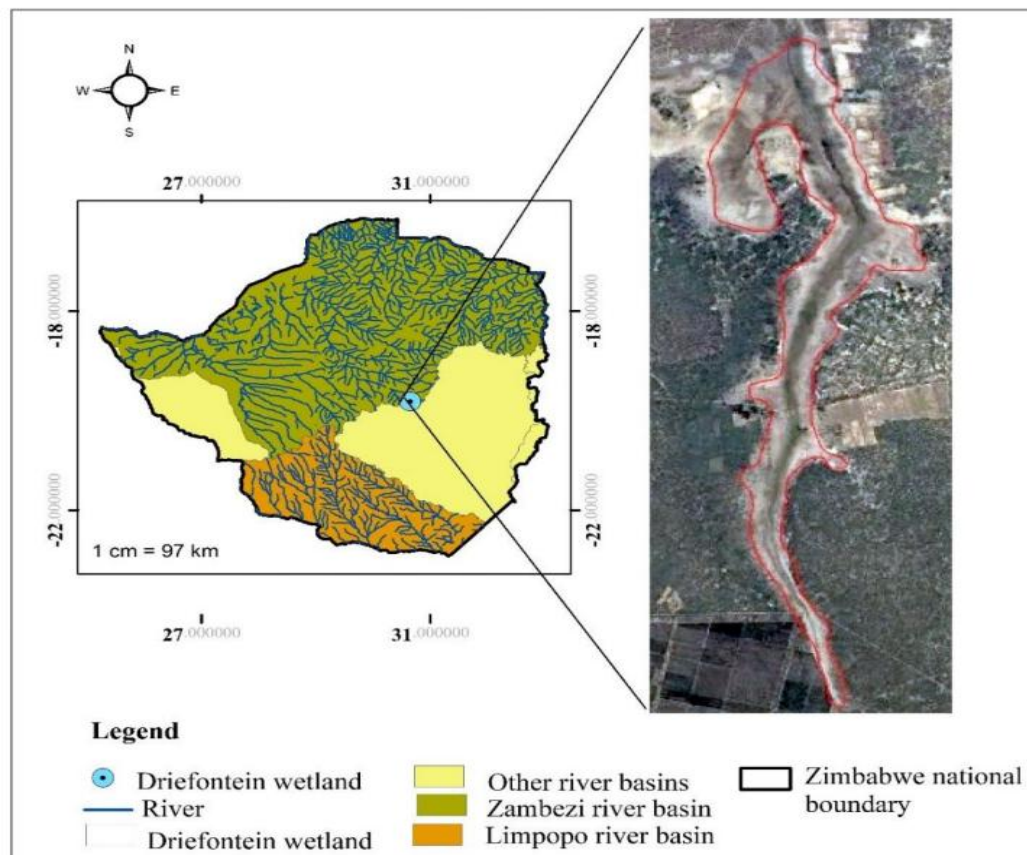 N
W E
S
27.000000 31.000000
-18.000000 -18.000000
-22.000000 -22.000000
1 cm = 97 km
27.000000 31.000000
Legend
Driefontein wetland
River
Driefontein wetland
Other river basins
Zambezi river basin
Limpopo river basin
Zimbabwe national
boundary